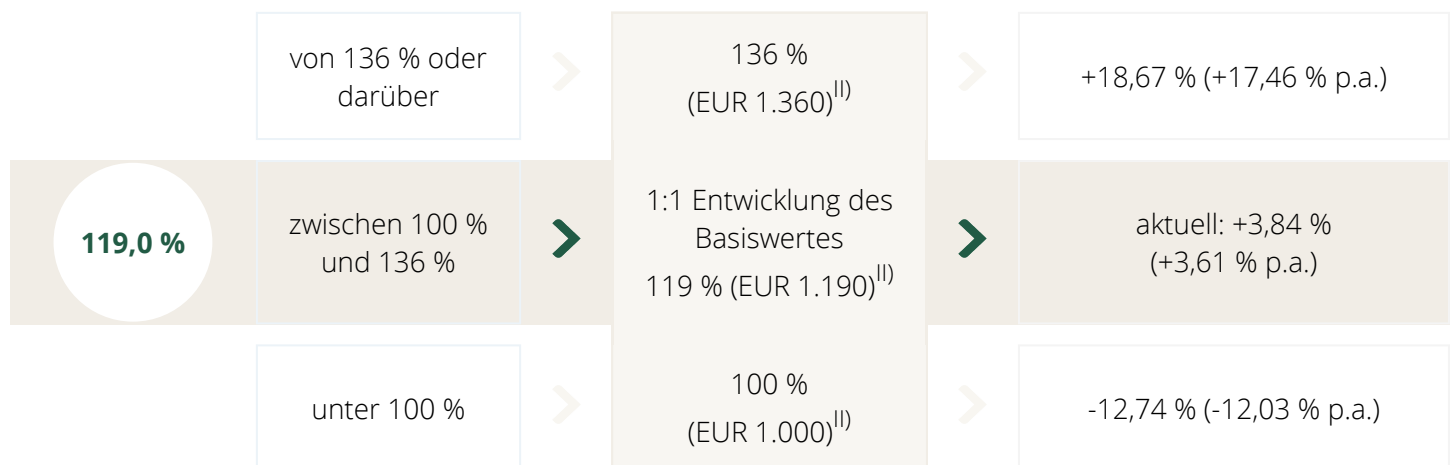 von 136 % oder
darüber
136 %
(EUR 1.360)II)
+18,67 % (+17,46 % p.a.)
119,0 %
zwischen 100 %
und 136 %
1:1 Entwicklung des
Basiswertes
119 % (EUR 1.190)II)
aktuell: +3,84 %
(+3,61 % p.a.)
unter 100 %
100 %
(EUR 1.000)II)
-12,74 % (-12,03 % p.a.)